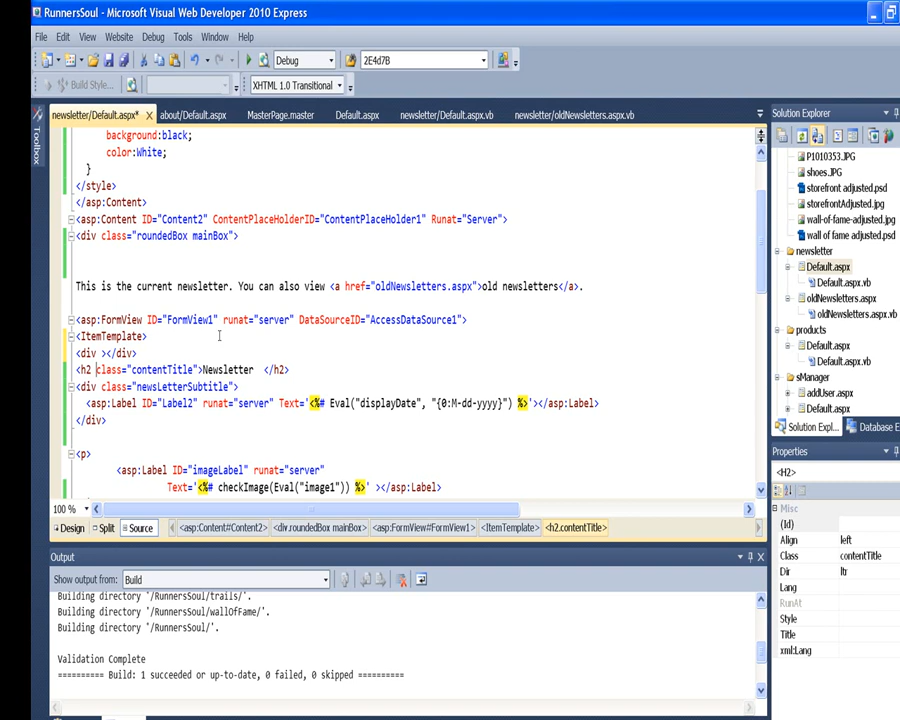 RunnersSoul - Microsoft Visual Web Developer 2010 Express
File Edit View Website Debug Tools Window Help
Debug 2E4d7B
Build Style... XHTML 1.0 Transitional
newsletter/Default.aspx* about/Default.aspx MasterPage.master Default.aspx newsletter/Default.aspx.vb newsletter/oldNewsletters.aspx.vb
Toolbox
background:black;
color:White;
}
</style>
</asp:Content>
<asp:Content ID="Content2" ContentPlaceHolderID="ContentPlaceHolder1" Runat="Server">
<div class="roundedBox mainBox">
This is the current newsletter. You can also view <a href="oldNewsletters.aspx">old newsletters</a>.
<asp:FormView ID="FormView1" runat="server" DataSourceID="AccessDataSource1">
<ItemTemplate>
<div ></div>
<h2 class="contentTitle">Newsletter </h2>
<div class="newsLetterSubtitle">
<asp:Label ID="Label2" runat="server" Text='<%# Eval("displayDate", "{0:M-dd-yyyy}") %>'></asp:Label>
</div>
<p>
<asp:Label ID="imageLabel" runat="server"
Text='<%# checkImage(Eval("image1")) %>' ></asp:Label>
100 %
Design Split Source <asp:Content#Content2> <div.roundedBox mainBox> <asp:FormView#FormView1> <ItemTemplate> <h2.contentTitle>
Output
Show output from: Build
Building directory '/RunnersSoul/trails/'.
Building directory '/RunnersSoul/wallOfFame/'.
Building directory '/RunnersSoul/'.
Validation Complete
========== Build: 1 succeeded or up-to-date, 0 failed, 0 skipped ==========
Solution Explorer
P1010353.JPG
shoes.JPG
storefront adjusted.psd
storefrontAdjusted.jpg
wall-of-fame-adjusted.jpg
wall of fame adjusted.psd
newsletter
Default.aspx
Default.aspx.vb
oldNewsletters.aspx
oldNewsletters.aspx.vb
products
Default.aspx
Default.aspx.vb
sManager
addUser.aspx
Default.aspx
Solution Expl... Database E
Properties
<H2>
Misc
(Id)
Align left
Class contentTitle
Dir ltr
Lang
RunAt
Style
Title
xml:Lang